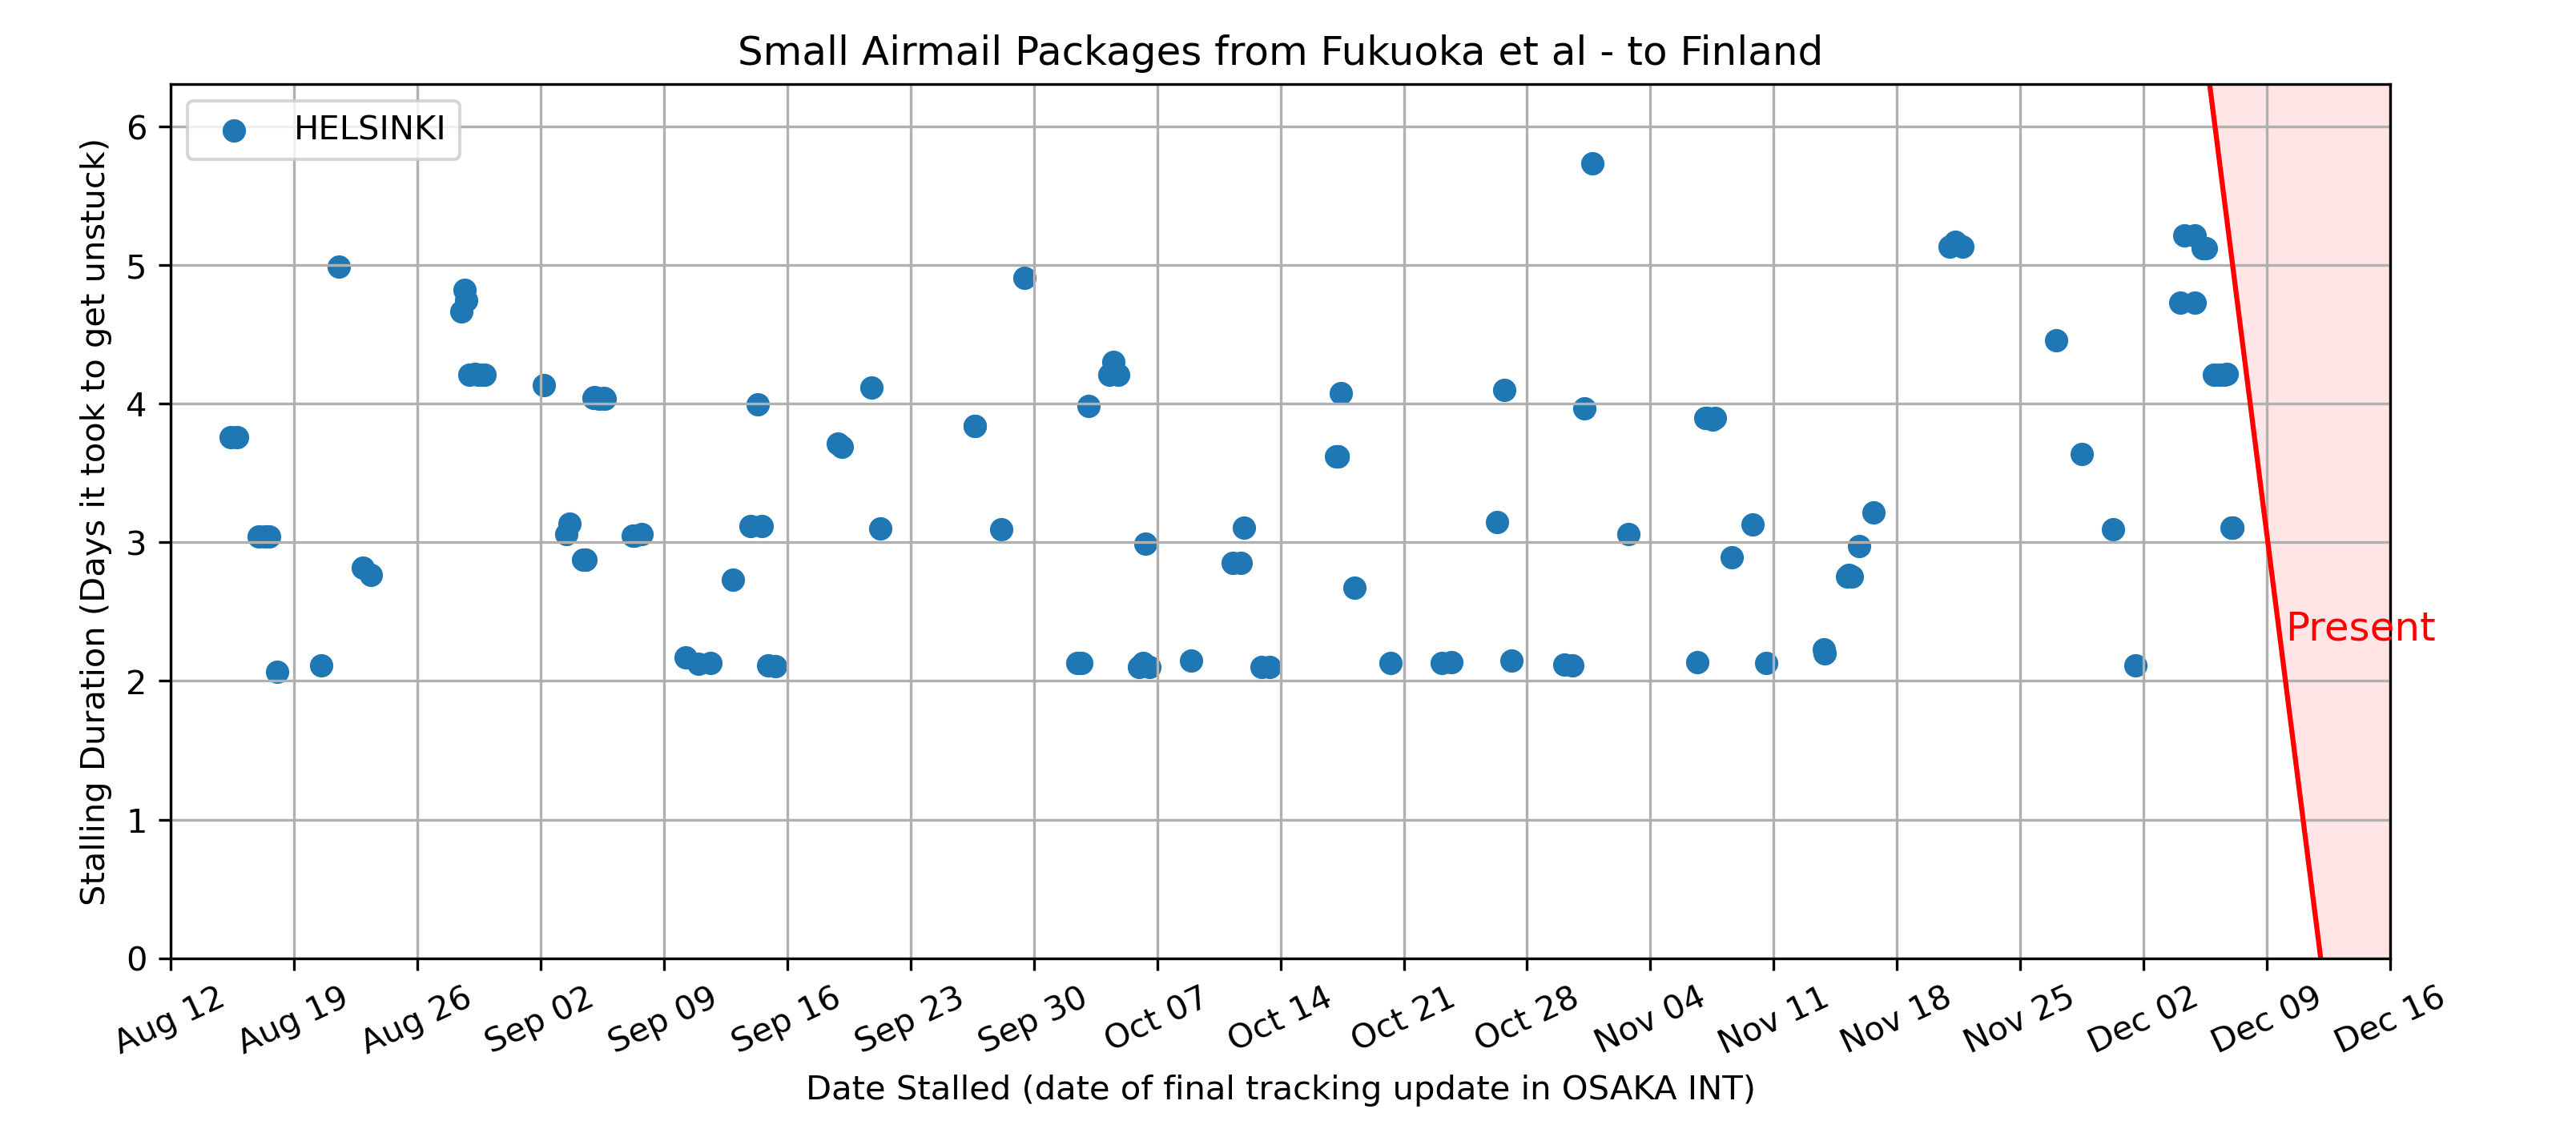 Small Airmail Packages from Fukuoka et al - to Finland
HELSINKI
6
5
4
3
2
1
0
Stalling Duration (Days it took to get unstuck)
Present
Aug 12
Aug 19
Aug 26
Sep 02
Sep 09
Sep 16
Sep 23
Sep 30
Oct 07
Oct 14
Oct 21
Oct 28
Nov 04
Nov 11
Nov 18
Nov 25
Dec 02
Dec 09
Dec 16
Date Stalled (date of final tracking update in OSAKA INT)